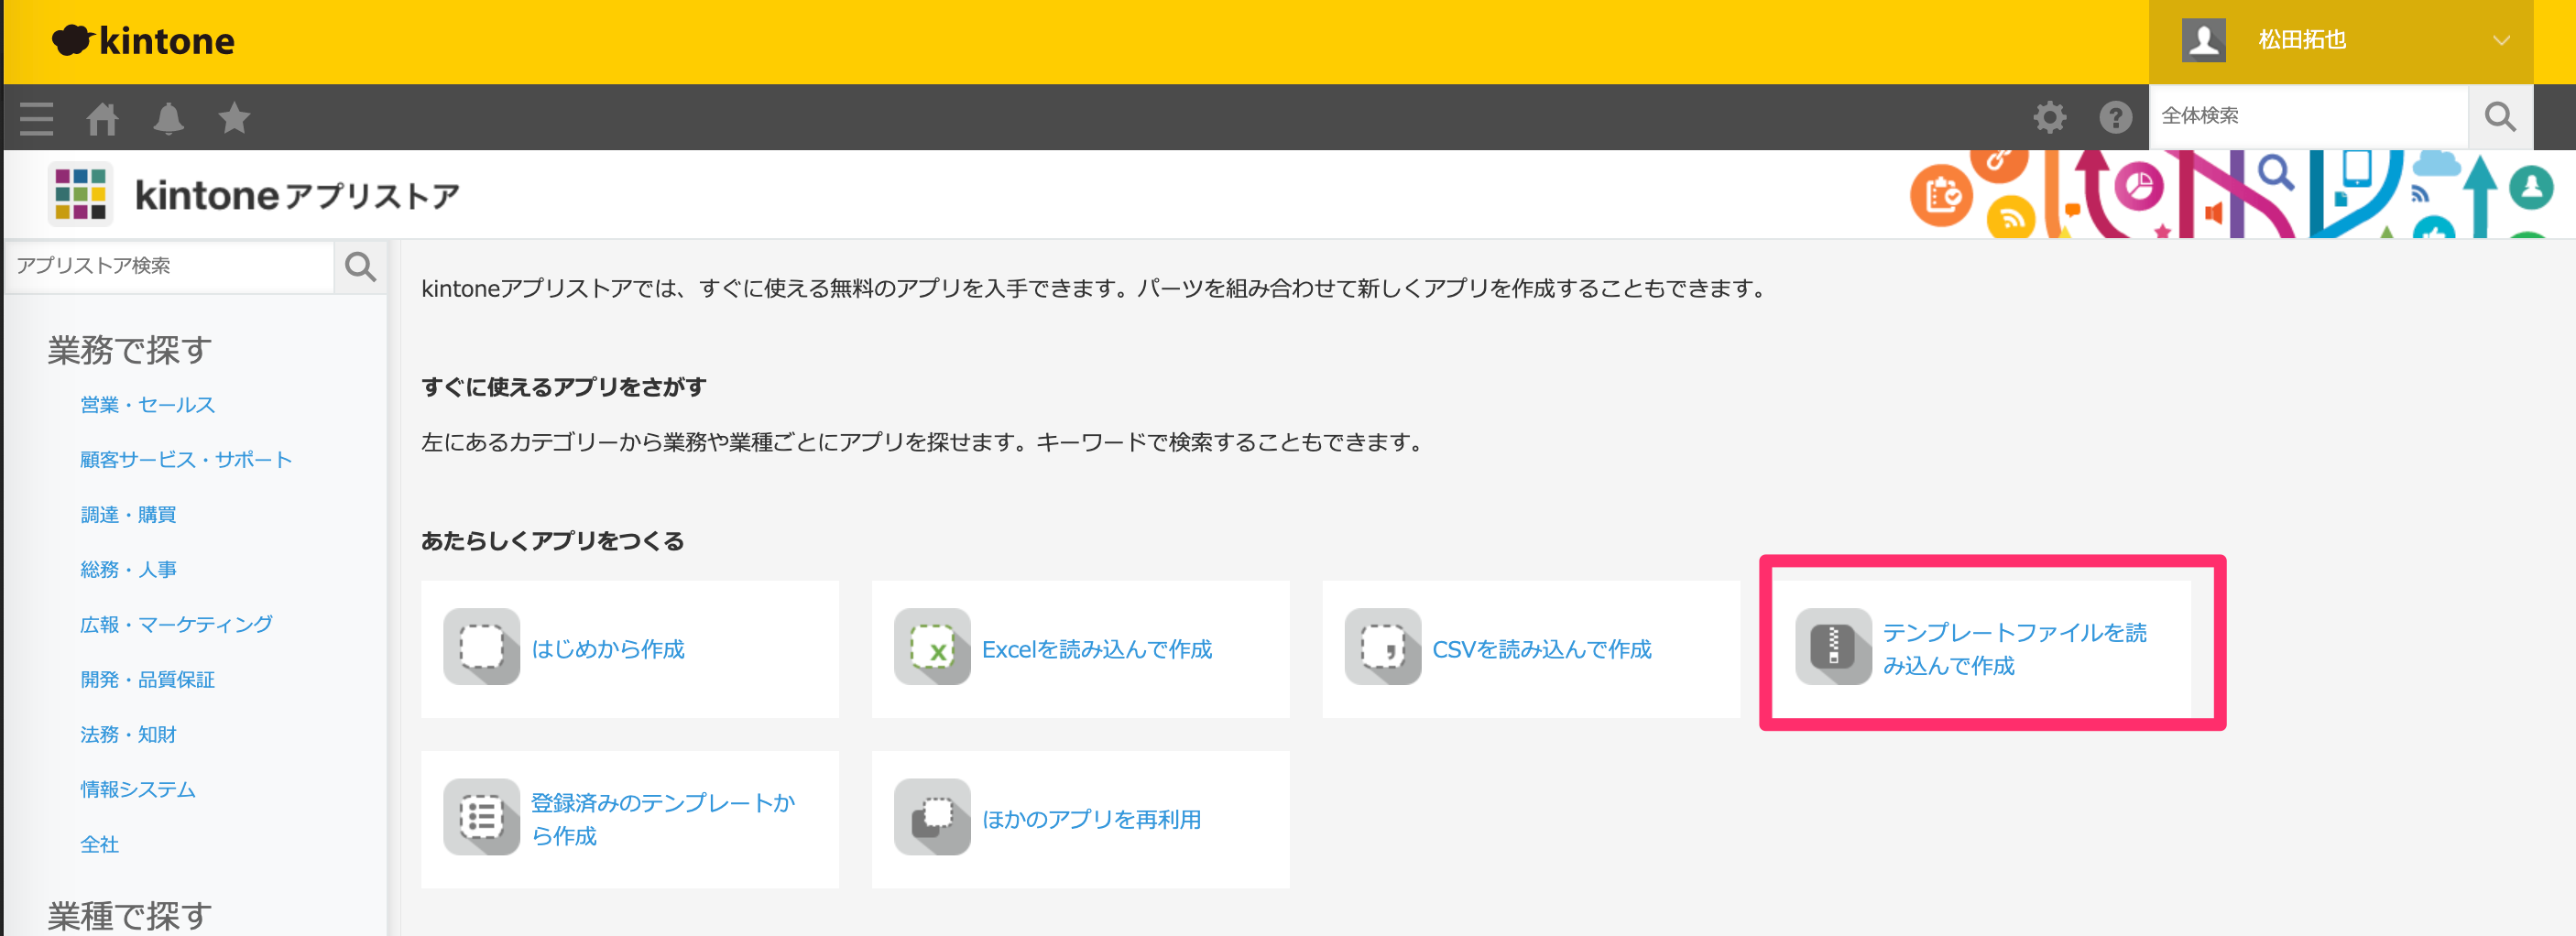 kintone
松田拓也
全体検索
kintoneアプリストア
アプリストア検索
業務で探す
営業・セールス
顧客サービス・サポート
調達・購買
総務・人事
広報・マーケティング
開発・品質保証
法務・知財
情報システム
全社
業種で探す
kintoneアプリストアでは、すぐに使える無料のアプリを入手できます。パーツを組み合わせて新しくアプリを作成することもできます。
すぐに使えるアプリをさがす
左にあるカテゴリーから業務や業種ごとにアプリを探せます。キーワードで検索することもできます。
あたらしくアプリをつくる
はじめから作成
Excelを読み込んで作成
CSVを読み込んで作成
テンプレートファイルを読
み込んで作成
登録済みのテンプレートか
ら作成
ほかのアプリを再利用